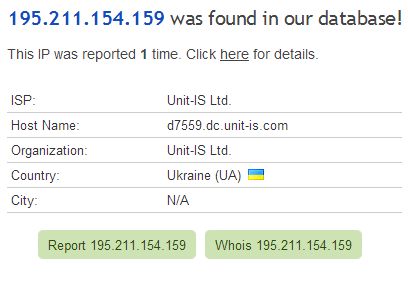 195.211.154.159 was found in our database!
This IP was reported 1 time. Click here for details.
ISP: Unit-IS Ltd.
Host Name: d7559.dc.unit-is.com
Organization: Unit-IS Ltd.
Country: Ukraine (UA)
City: N/A
Report 195.211.154.159 Whois 195.211.154.159